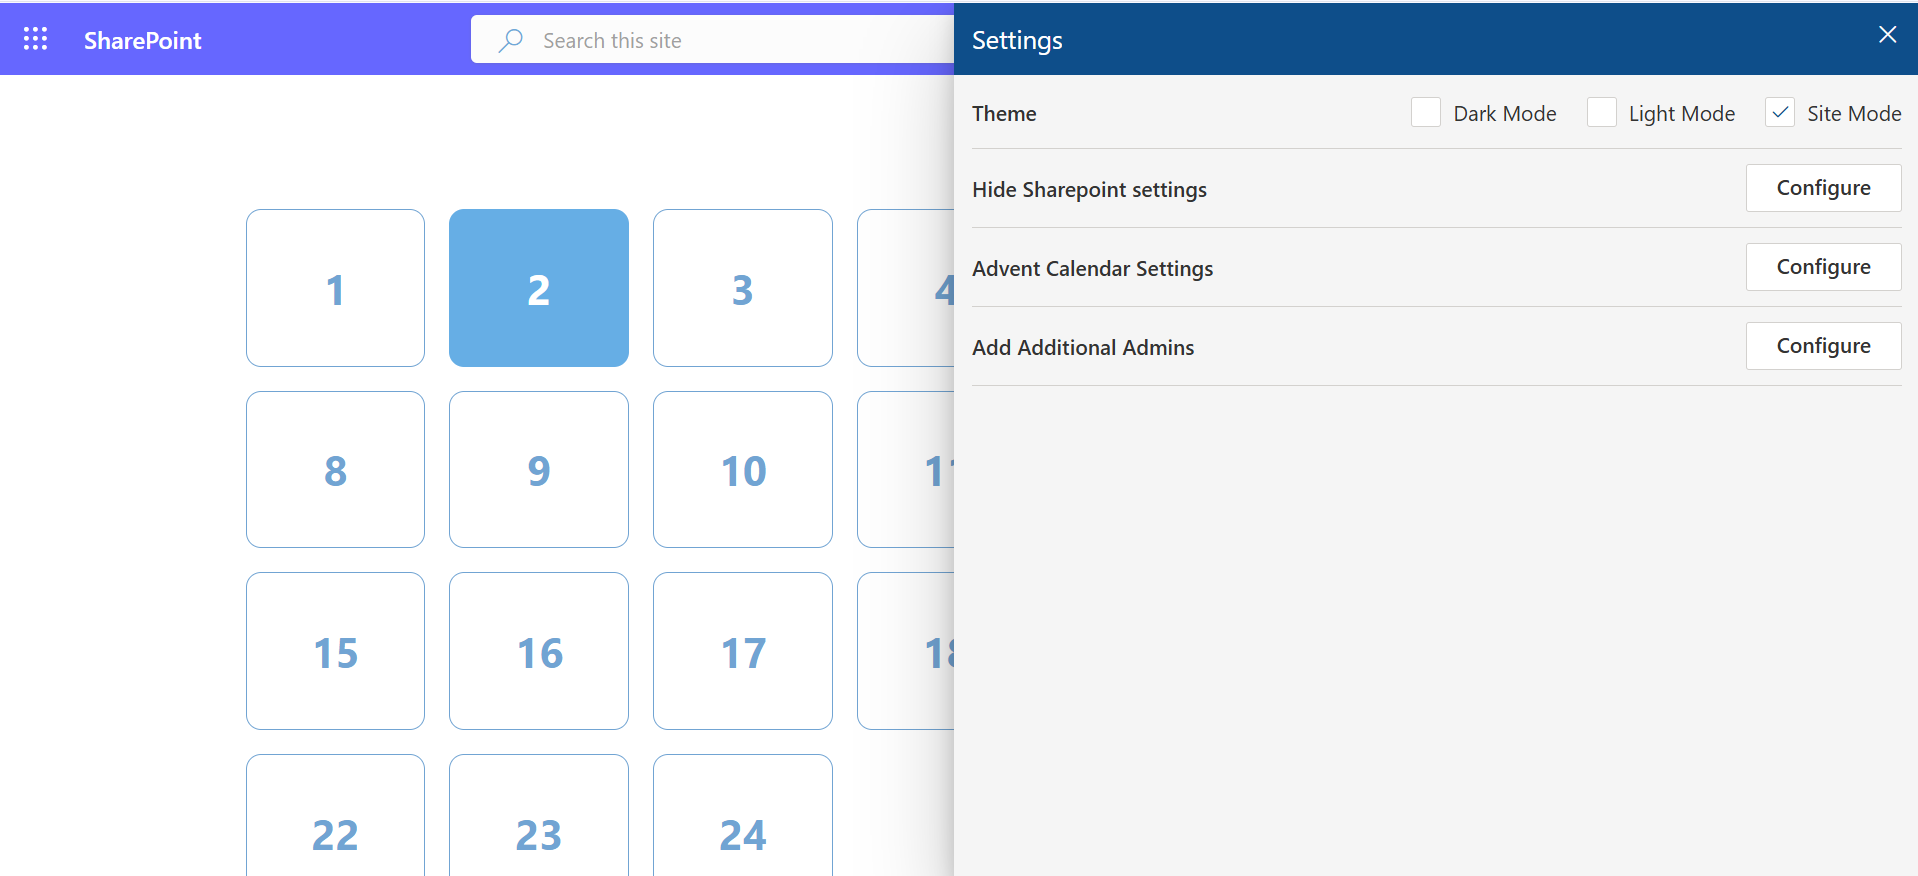 SharePoint
Search this site
Settings
Theme
Dark Mode
Light Mode
Site Mode
Hide Sharepoint settings
Configure
Advent Calendar Settings
Configure
Add Additional Admins
Configure
1
2
3
4
8
9
10
11
15
16
17
18
22
23
24